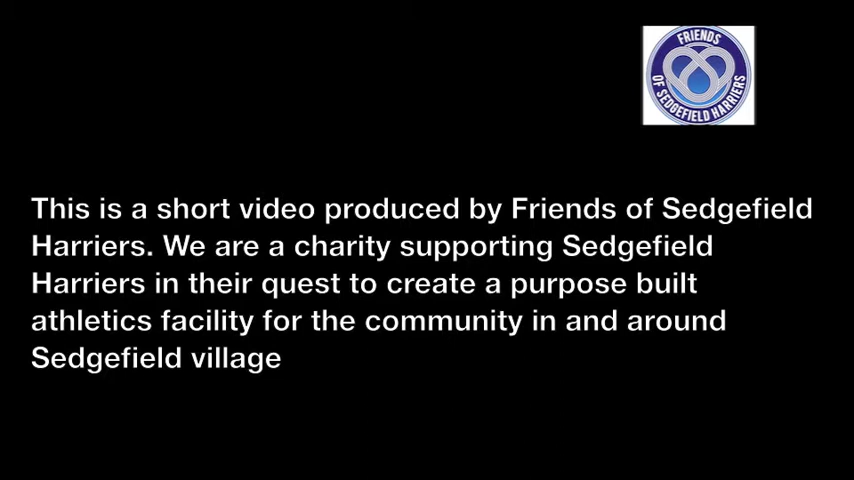 FRIENDS
OF SEDGEFIELD HARRIERS
This is a short video produced by Friends of Sedgefield
Harriers. We are a charity supporting Sedgefield
Harriers in their quest to create a purpose built
athletics facility for the community in and around
Sedgefield village